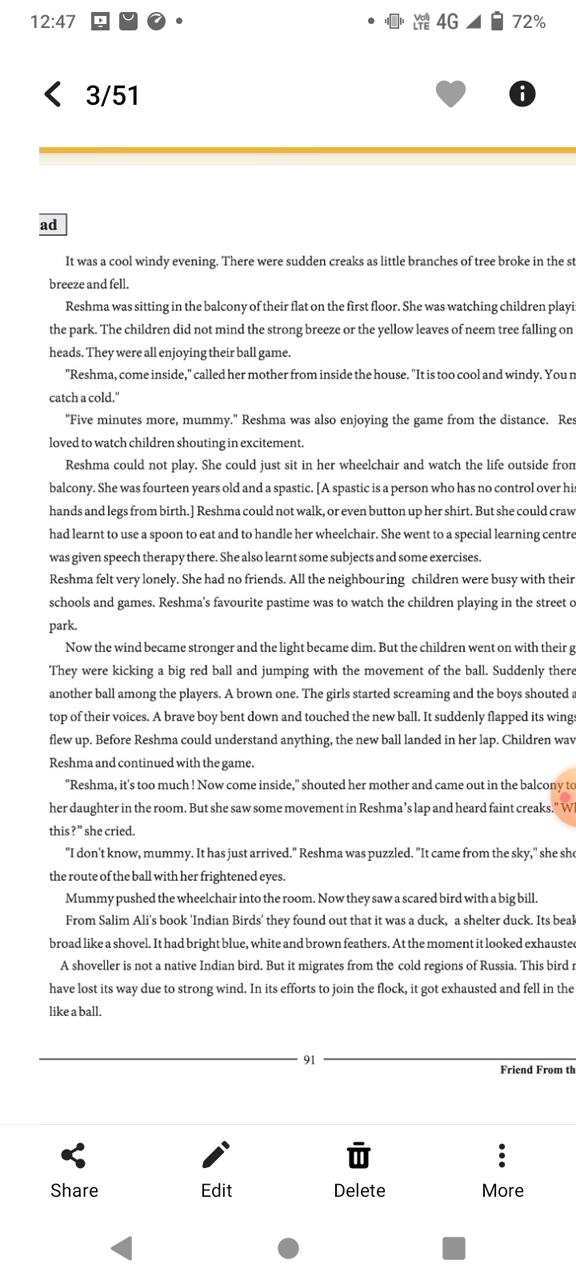 12:47 VoI) LTE 4G 72%
3/51
ad
It was a cool windy evening. There were sudden creaks as little branches of tree broke in the st
breeze and fell.
Reshma was sitting in the balcony of their flat on the first floor. She was watching children playi
the park. The children did not mind the strong breeze or the yellow leaves of neem tree falling on
heads. They were all enjoying their ball game.
"Reshma, come inside," called her mother from inside the house. "It is too cool and windy. You m
catch a cold."
"Five minutes more, mummy." Reshma was also enjoying the game from the distance. Res
loved to watch children shouting in excitement.
Reshma could not play. She could just sit in her wheelchair and watch the life outside from
balcony. She was fourteen years old and a spastic. [A spastic is a person who has no control over his
hands and legs from birth.] Reshma could not walk, or even button up her shirt. But she could craw
had learnt to use a spoon to eat and to handle her wheelchair. She went to a special learning centre
was given speech therapy there. She also learnt some subjects and some exercises.
Reshma felt very lonely. She had no friends. All the neighbouring children were busy with their
schools and games. Reshma's favourite pastime was to watch the children playing in the street o
park.
Now the wind became stronger and the light became dim. But the children went on with their g
They were kicking a big red ball and jumping with the movement of the ball. Suddenly there
another ball among the players. A brown one. The girls started screaming and the boys shouted a
top of their voices. A brave boy bent down and touched the new ball. It suddenly flapped its wings
flew up. Before Reshma could understand anything, the new ball landed in her lap. Children wav
Reshma and continued with the game.
"Reshma, it's too much ! Now come inside," shouted her mother and came out in the balcony to
her daughter in the room. But she saw some movement in Reshma's lap and heard faint creaks." Wh
this?" she cried.
"I don't know, mummy. It has just arrived." Reshma was puzzled. "It came from the sky," she sho
the route of the ball with her frightened eyes.
Mummy pushed the wheelchair into the room. Now they saw a scared bird with a big bill.
From Salim Ali's book 'Indian Birds' they found out that it was a duck, a shelter duck. Its beak
broad like a shovel. It had bright blue, white and brown feathers. At the moment it looked exhausted
A shoveller is not a native Indian bird. But it migrates from the cold regions of Russia. This bird m
have lost its way due to strong wind. In its efforts to join the flock, it got exhausted and fell in the
like a ball.
91
Friend From th
Share Edit Delete More